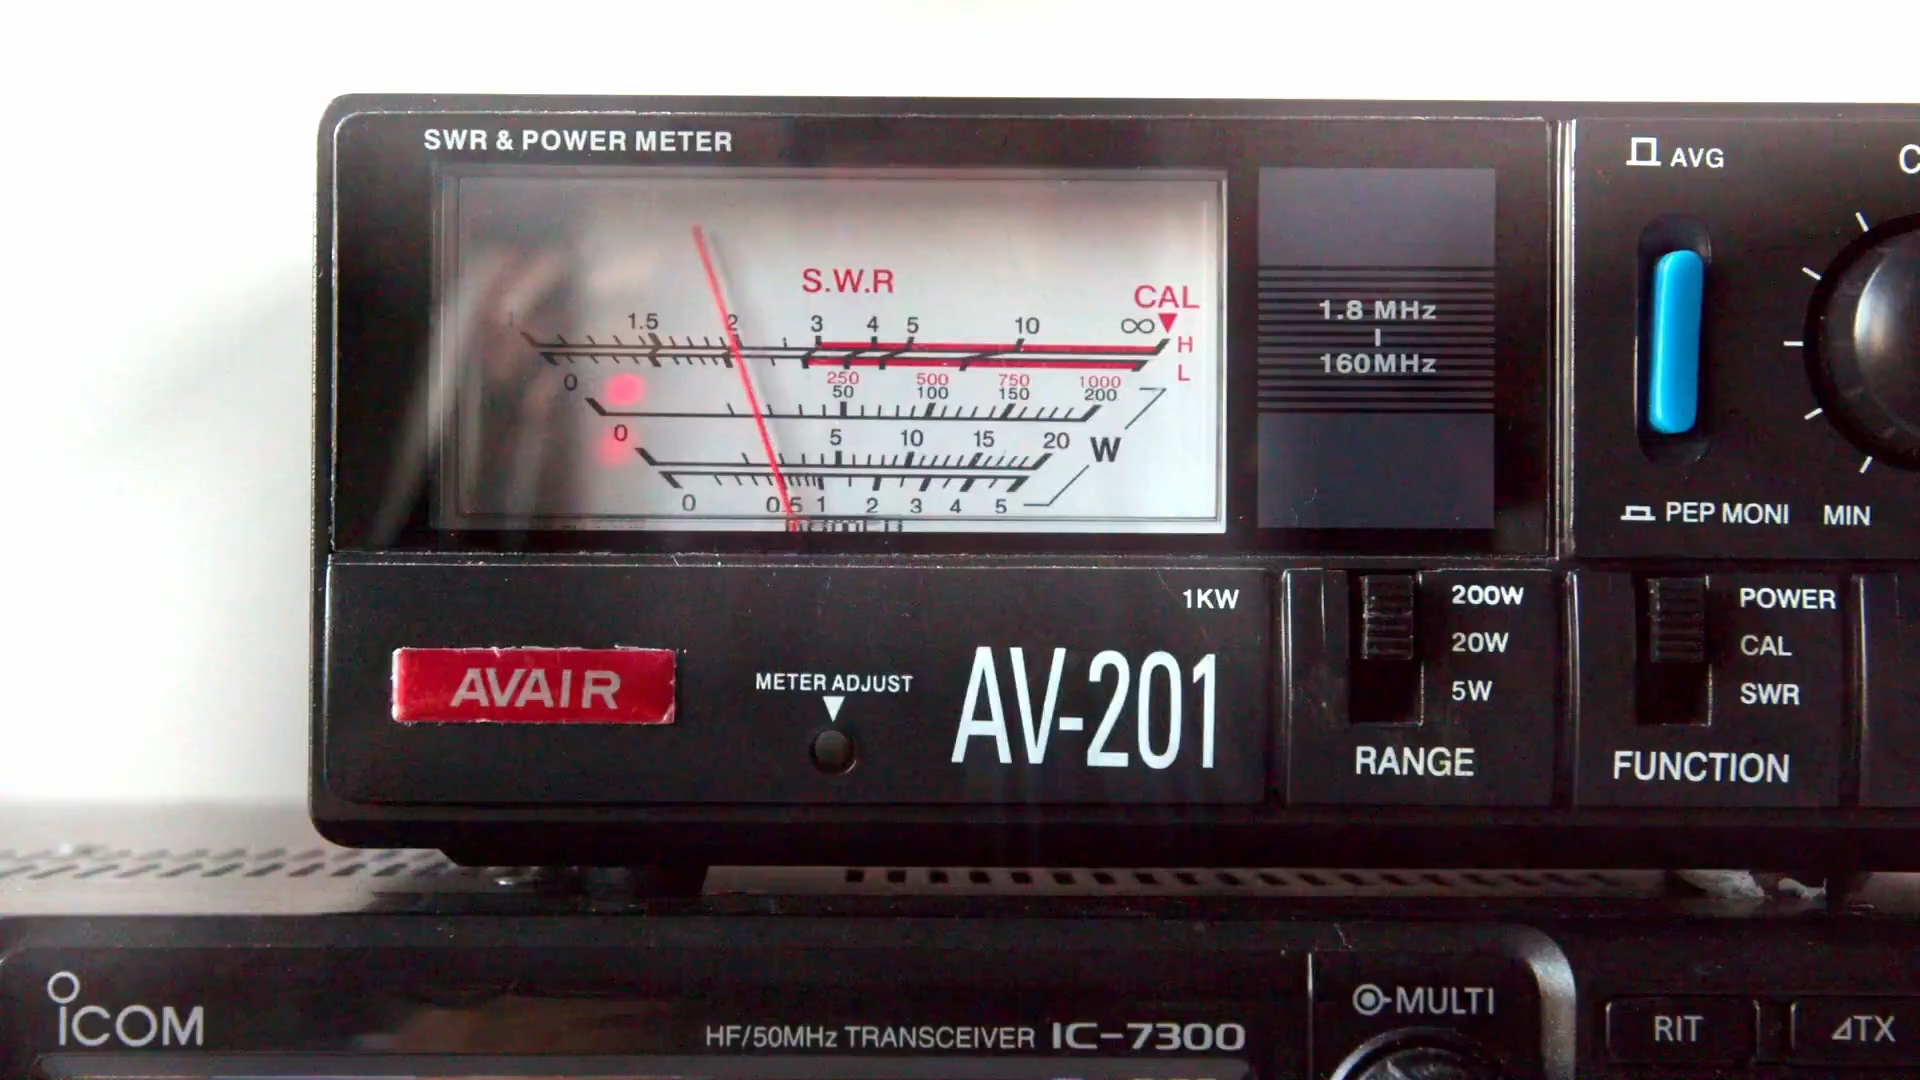 SWR & POWER METER
AVG
S.W.R
CAL
1 1.5 2 3 4 5 10 ∞
H
L
0 250 500 750 1000
50 100 150 200
0 5 10 15 20
W
0 0.5 1 2 3 4 5
1.8 MHz
160MHz
PEP MONI
MIN
1KW
AVAIR
METER ADJUST
AV-201
200W
20W
5W
RANGE
POWER
CAL
SWR
FUNCTION
ICOM
HF/50MHz TRANSCEIVER IC-7300
MULTI
RIT
⊿TX